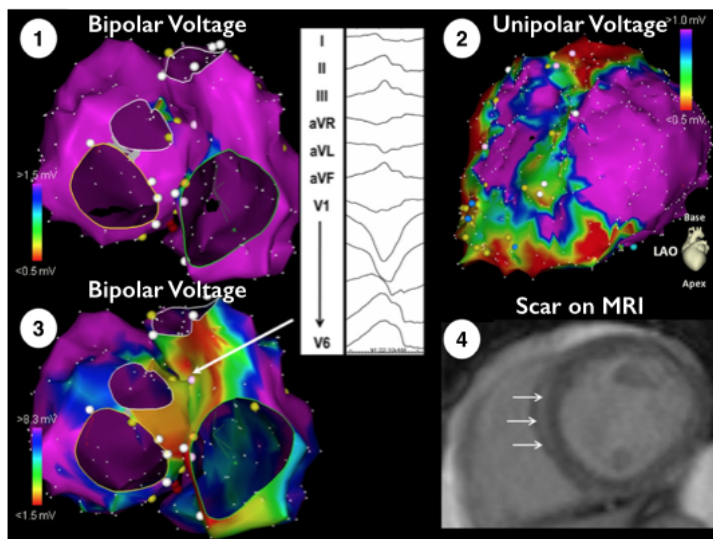 1
Bipolar Voltage
>1.5 mV
<0.5 mV
I
II
III
aVR
aVL
aVF
V1
V6
2
Unipolar Voltage
>1.0 mV
<0.5 mV
Base
LAO
Apex
3
Bipolar Voltage
>8.3 mV
<1.5 mV
Scar on MRI
4